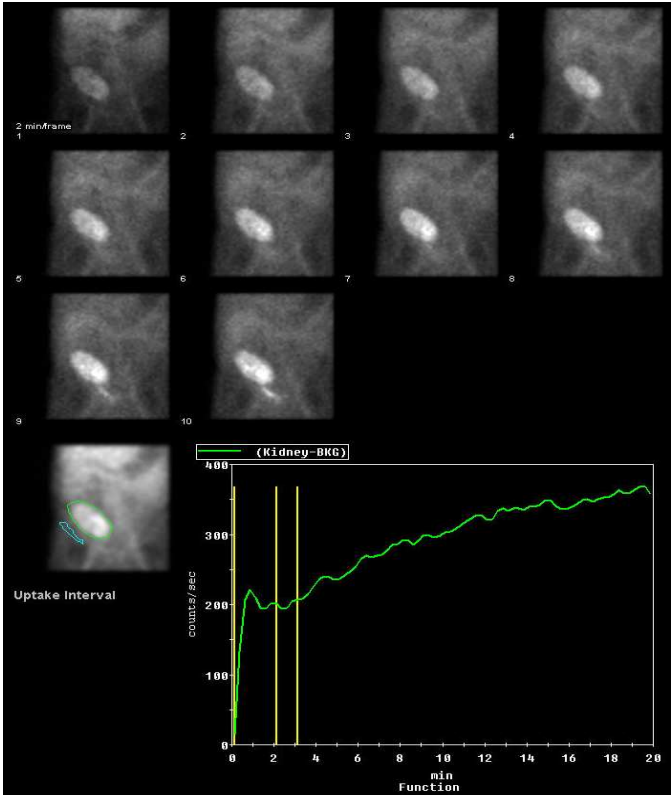 2 min/frame
1 2 3 4
5 6 7 8
9 10
(Kidney-BKG)
400
300
200
100
0
counts/sec
Uptake Interval
0 2 4 6 8 10 12 14 16 18 20
min
Function